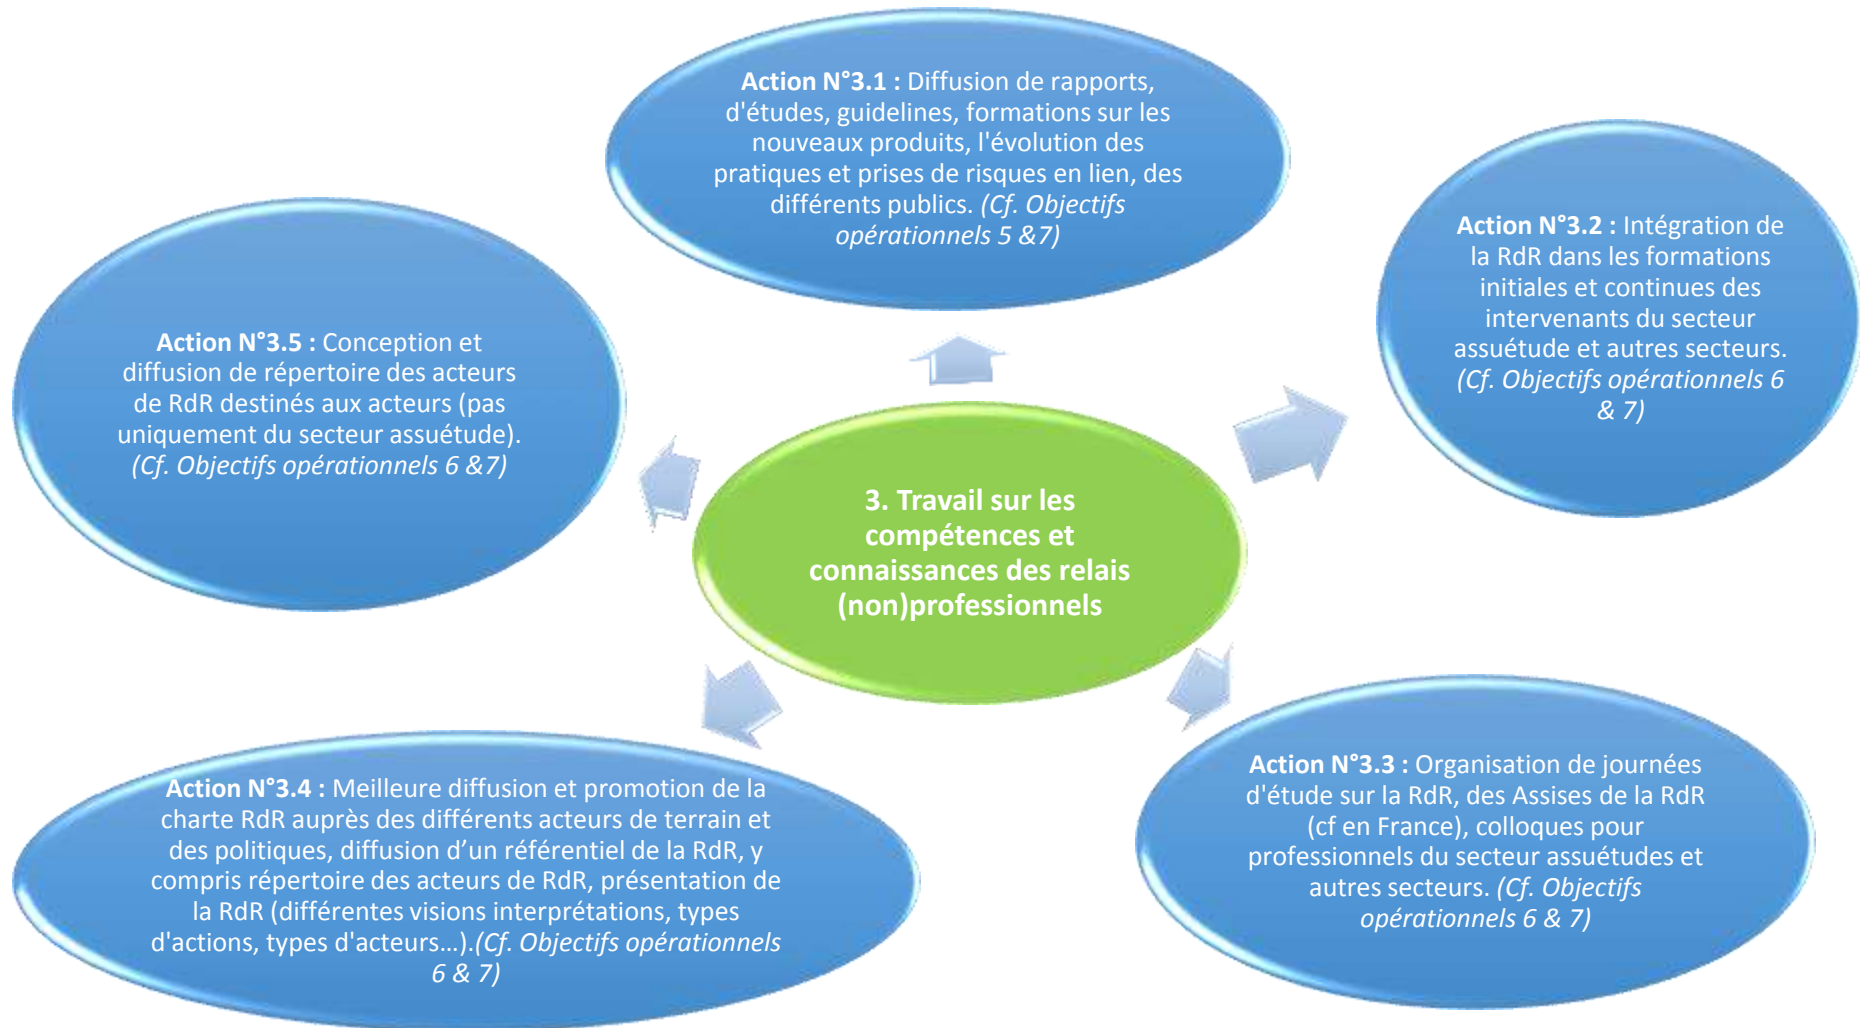 Action N°3.1 : Diffusion de rapports,
d'études, guidelines, formations sur les
nouveaux produits, l'évolution des
pratiques et prises de risques en lien, des
différents publics. (Cf. Objectifs
opérationnels 5 &7)
Action N°3.2 : Intégration de
la RdR dans les formations
initiales et continues des
intervenants du secteur
assuétude et autres secteurs.
(Cf. Objectifs opérationnels 6
& 7)
Action N°3.5 : Conception et
diffusion de répertoire des acteurs
de RdR destinés aux acteurs (pas
uniquement du secteur assuétude).
(Cf. Objectifs opérationnels 6 &7)
3. Travail sur les
compétences et
connaissances des relais
(non)professionnels
Action N°3.4 : Meilleure diffusion et promotion de la
charte RdR auprès des différents acteurs de terrain et
des politiques, diffusion d’un référentiel de la RdR, y
compris répertoire des acteurs de RdR, présentation de
la RdR (différentes visions interprétations, types
d'actions, types d'acteurs…).(Cf. Objectifs opérationnels
6 & 7)
Action N°3.3 : Organisation de journées
d'étude sur la RdR, des Assises de la RdR
(cf en France), colloques pour
professionnels du secteur assuétudes et
autres secteurs. (Cf. Objectifs
opérationnels 6 & 7)